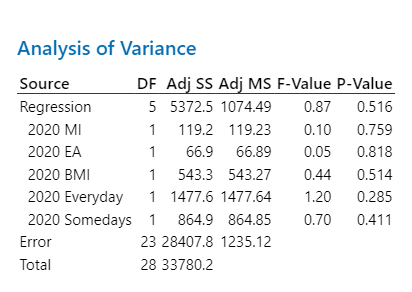 Analysis of Variance
Source DF Adj SS Adj MS F-Value P-Value
Regression 5 5372.5 1074.49 0.87 0.516
2020 MI 1 119.2 119.23 0.10 0.759
2020 EA 1 66.9 66.89 0.05 0.818
2020 BMI 1 543.3 543.27 0.44 0.514
2020 Everyday 1 1477.6 1477.64 1.20 0.285
2020 Somedays 1 864.9 864.85 0.70 0.411
Error 23 28407.8 1235.12
Total 28 33780.2